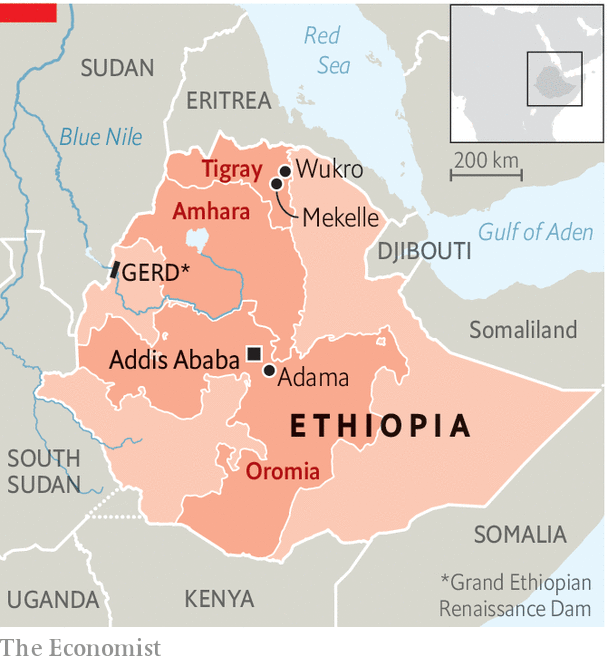 Red
Sea
SUDAN
ERITREA
Blue Nile
200 km
Tigray
Wukro
Amhara
Mekelle
Gulf of Aden
DJIBOUTI
GERD*
Somaliland
Addis Ababa
Adama
ETHIOPIA
SOUTH
SUDAN
Oromia
SOMALIA
*Grand Ethiopian
Renaissance Dam
UGANDA
KENYA
The Economist